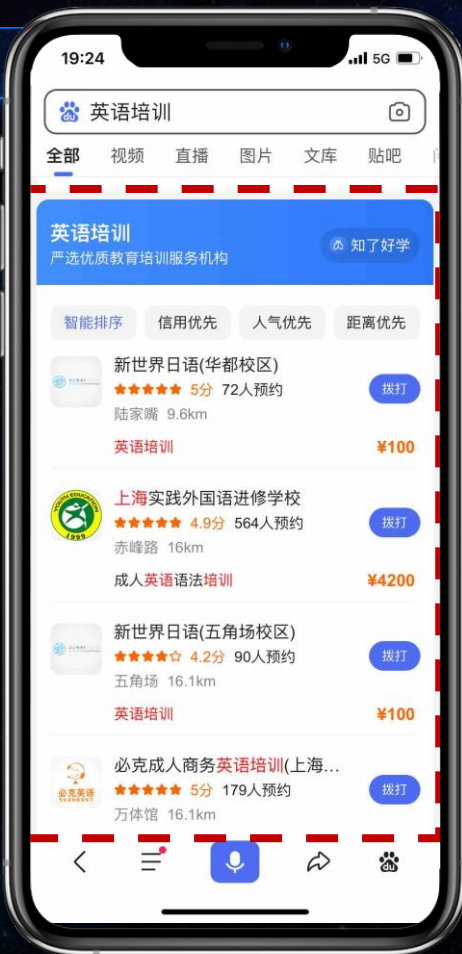 19:24
5G
du 英语培训
全部 视频 直播 图片 文库 贴吧
英语培训
严选优质教育培训服务机构
知了好学
智能排序 信用优先 人气优先 距离优先
新世界日语(华都校区)
5分 72人预约
拨打
陆家嘴 9.6km
英语培训 ¥100
YOUTH EDUCATION
1999
上海实践外国语进修学校
4.9分 564人预约
拨打
赤峰路 16km
成人英语语法培训 ¥4200
新世界日语(五角场校区)
4.2分 90人预约
拨打
五角场 16.1km
英语培训 ¥100
必克英语
必克成人商务英语培训(上海...
5分 179人预约
拨打
万体馆 16.1km
du